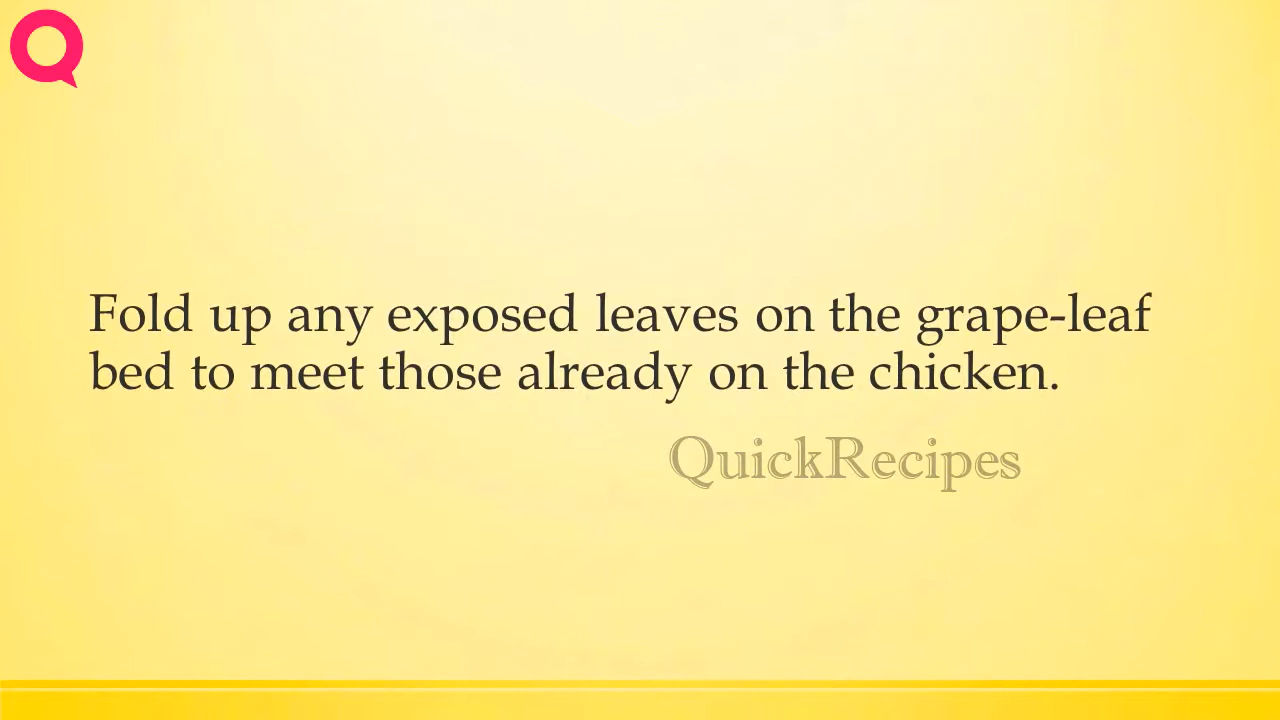 Fold up any exposed leaves on the grape-leaf
bed to meet those already on the chicken.
QuickRecipes